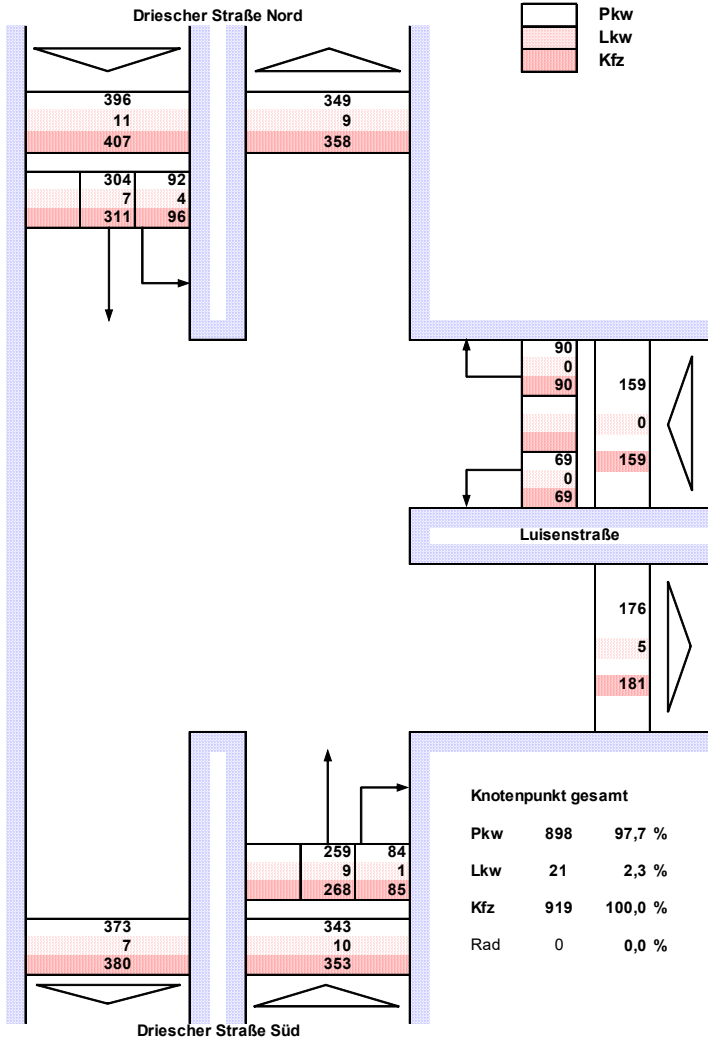 Driescher Straße Nord
Pkw
Lkw
Kfz
396 349
11 9
407 358
304 92
7 4
311 96
90
0
90
159
0
159
69
0
69
Luisenstraße
176
5
181
Knotenpunkt gesamt
Pkw 898 97,7 %
Lkw 21 2,3 %
Kfz 919 100,0 %
Rad 0 0,0 %
259 84
9 1
268 85
373 343
7 10
380 353
Driescher Straße Süd